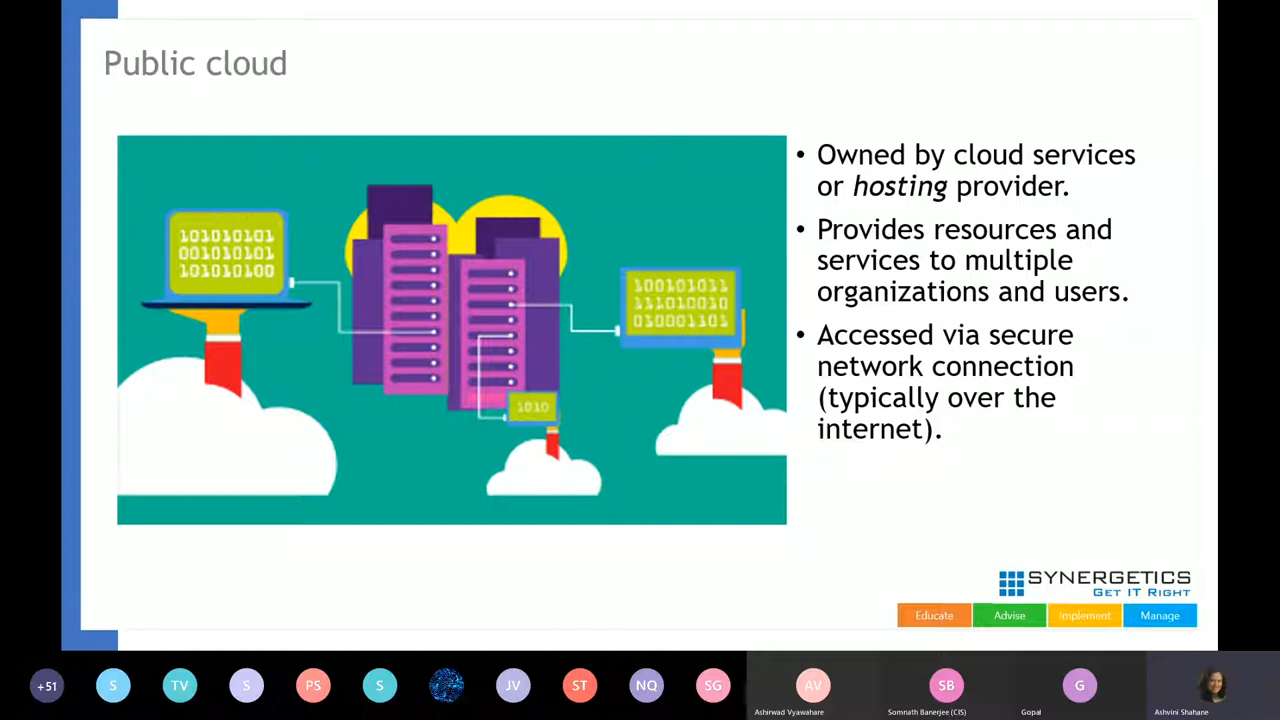 Public cloud
101010101
001010101
101010100
100101011
111010010
010001101
1010
• Owned by cloud services
or hosting provider.
• Provides resources and
services to multiple
organizations and users.
• Accessed via secure
network connection
(typically over the
internet).
SYNERGETICS
GET IT RIGHT
Educate Advise Implement Manage
+51 S TV S PS S JV ST NQ SG AV SB G
Ashirwad Vyawahare Somnath Banerjee (CIS) Gopal Ashvini Shahane